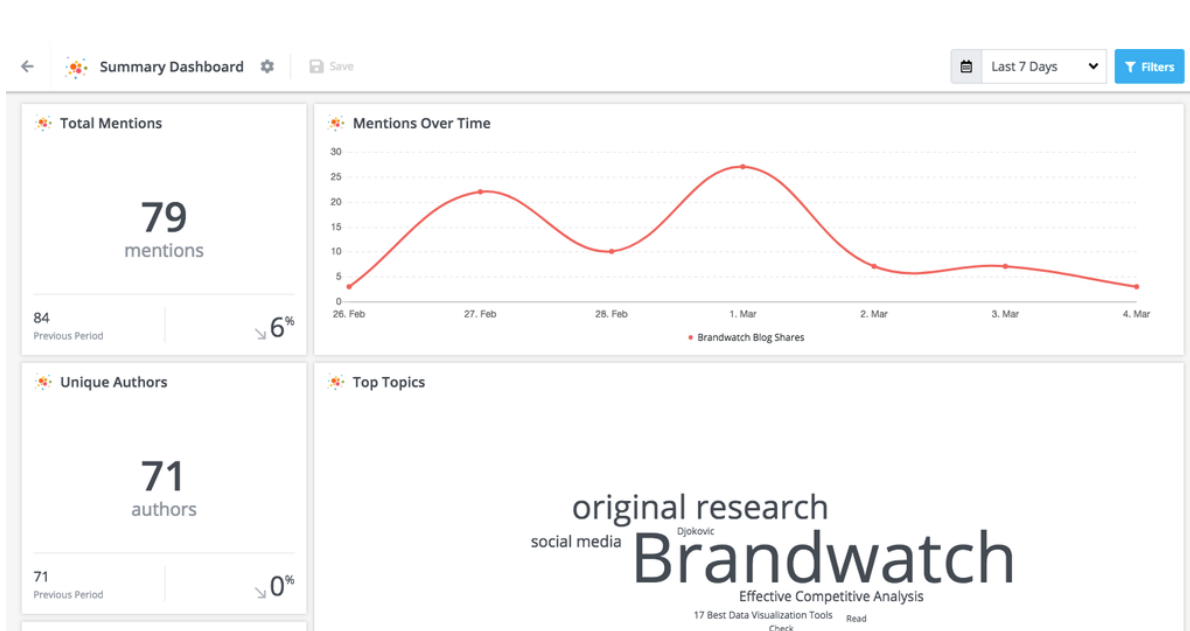 Summary Dashboard
Save
Last 7 Days
Filters
Total Mentions
79
mentions
84
Previous Period
6%
Mentions Over Time
30
25
20
15
10
5
0
26. Feb 27. Feb 28. Feb 1. Mar 2. Mar 3. Mar 4. Mar
Brandwatch Blog Shares
Unique Authors
71
authors
71
Previous Period
0%
Top Topics
original research
Djokovic
social media
Brandwatch
Effective Competitive Analysis
17 Best Data Visualization Tools
Read
Check